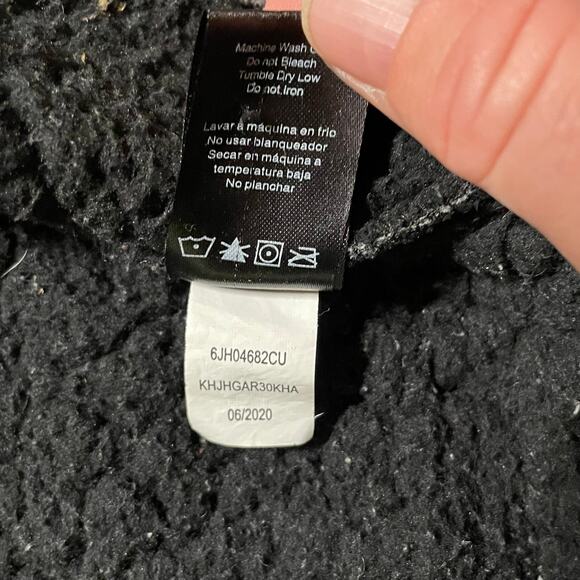 Machine Wash
Do not Bleach
Tumble Dry Low
Do not Iron
Lavar a máquina en frio
No usar blanqueador
Secar en máquina a
temperatura baja
No planchar
6JH04682CU
KHJHGAR30KHA
06/2020